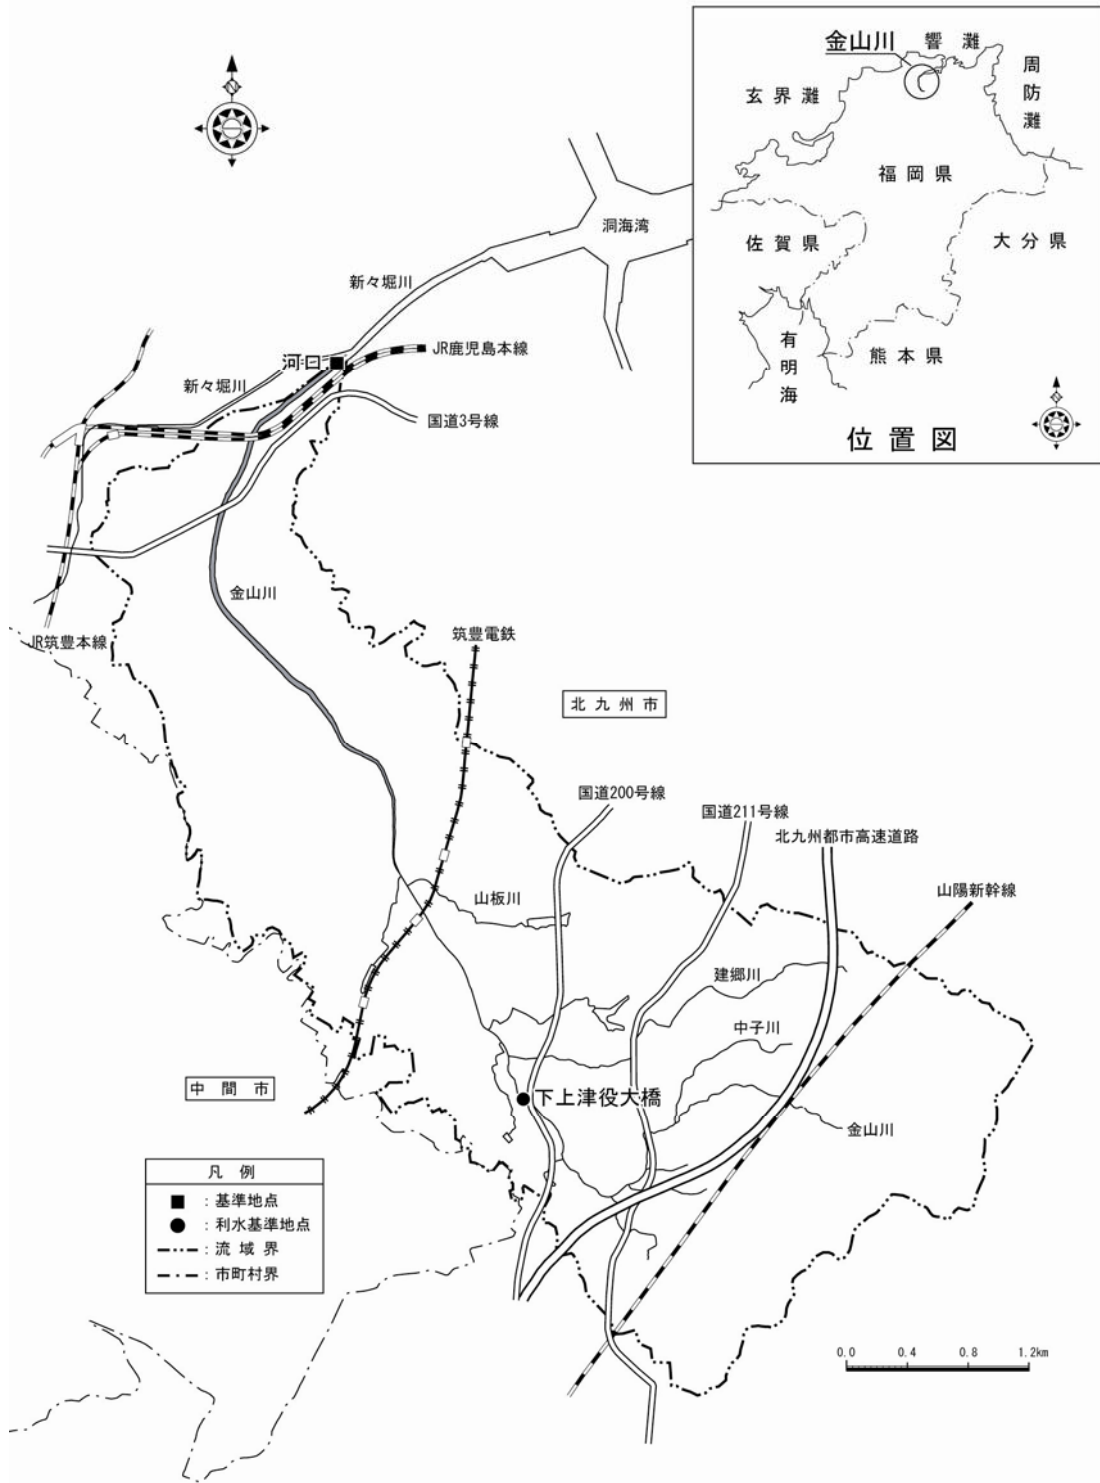 金山川
響灘
周防灘
玄界灘
福岡県
佐賀県
大分県
有明海
熊本県
位置図
洞海湾
新々堀川
JR鹿児島本線
河口
新々堀川
国道3号線
金山川
JR筑豊本線
筑豊電鉄
北九州市
国道200号線
国道211号線
北九州都市高速道路
山陽新幹線
山板川
建郷川
中子川
中間市
下上津役大橋
金山川
凡例
■ : 基準地点
● : 利水基準地点
: 流域界
: 市町村界
0.0 0.4 0.8 1.2km